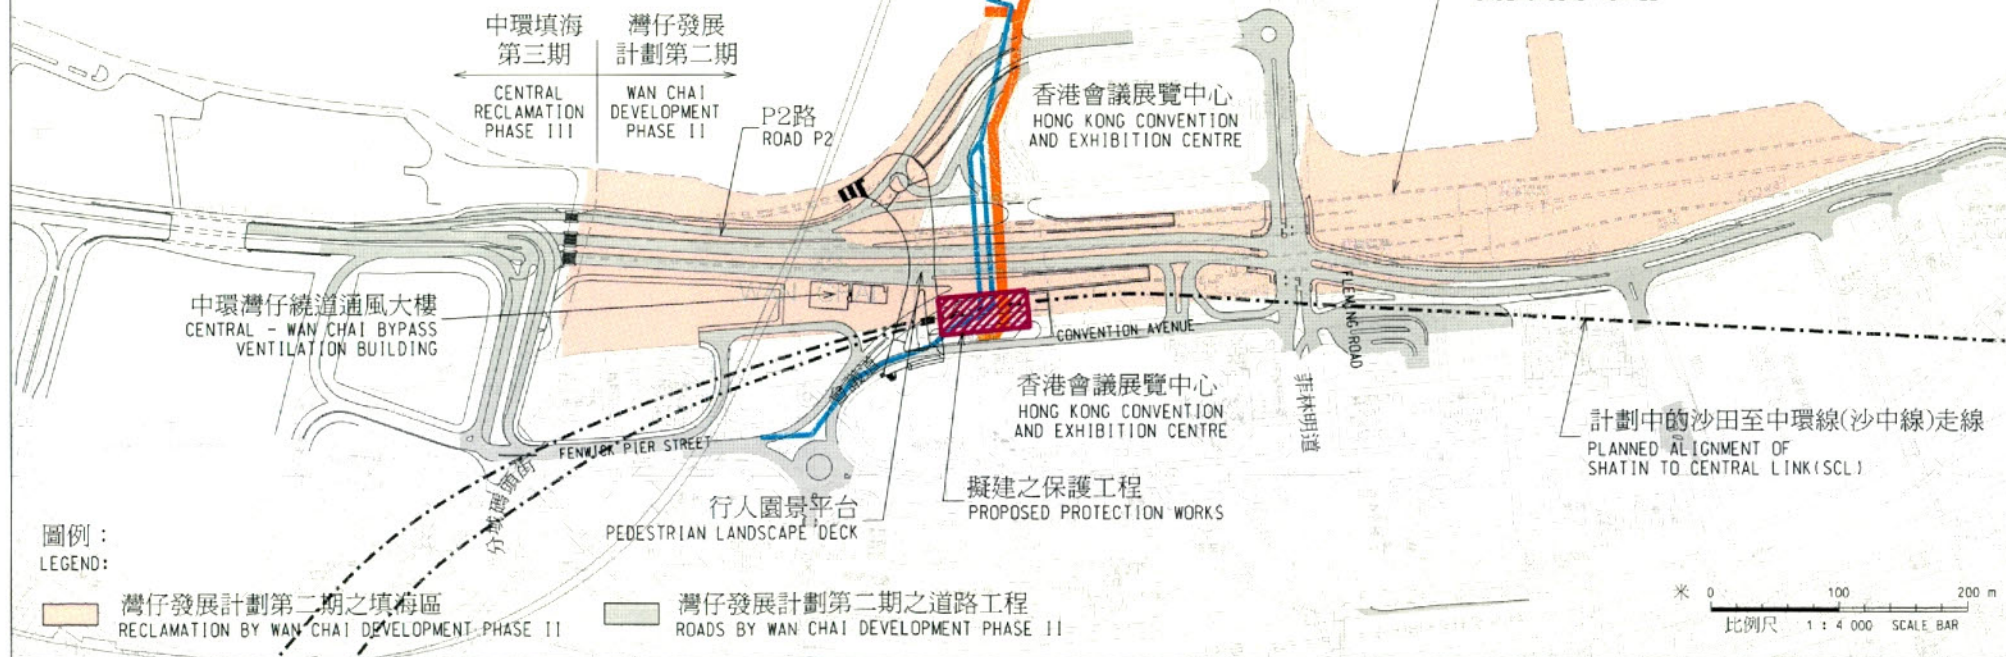 中環填海
第三期
CENTRAL
RECLAMATION
PHASE III
灣仔發展
計劃第二期
WAN CHAI
DEVELOPMENT
PHASE II
P2路
ROAD P2
香港會議展覽中心
HONG KONG CONVENTION
AND EXHIBITION CENTRE
中環灣仔繞道通風大樓
CENTRAL - WAN CHAI BYPASS
VENTILATION BUILDING
CONVENTION AVENUE
FLEMING ROAD
菲林明道
香港會議展覽中心
HONG KONG CONVENTION
AND EXHIBITION CENTRE
計劃中的沙田至中環線(沙中線)走線
PLANNED ALIGNMENT OF
SHATIN TO CENTRAL LINK(SCL)
FENWICK PIER STREET
分域碼頭街
行人園景平台
PEDESTRIAN LANDSCAPE DECK
擬建之保護工程
PROPOSED PROTECTION WORKS
圖例：
LEGEND:
灣仔發展計劃第二期之填海區
RECLAMATION BY WAN CHAI DEVELOPMENT PHASE II
灣仔發展計劃第二期之道路工程
ROADS BY WAN CHAI DEVELOPMENT PHASE II
米 0 100 200 m
比例尺 1 : 4 000 SCALE BAR